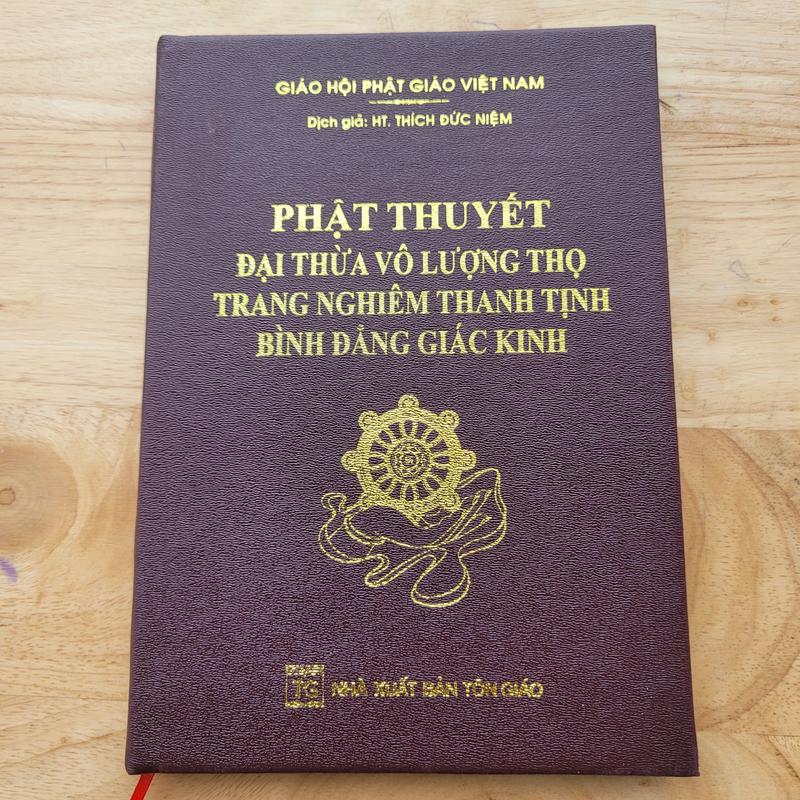 GIÁO HỘI PHẬT GIÁO VIỆT NAM
Dịch giả: HT. THÍCH ĐỨC NIỆM
PHẬT THUYẾT
ĐẠI THỪA VÔ LƯỢNG THỌ
TRANG NGHIÊM THANH TỊNH
BÌNH ĐẲNG GIÁC KINH
TG NHÀ XUẤT BẢN TÔN GIÁO